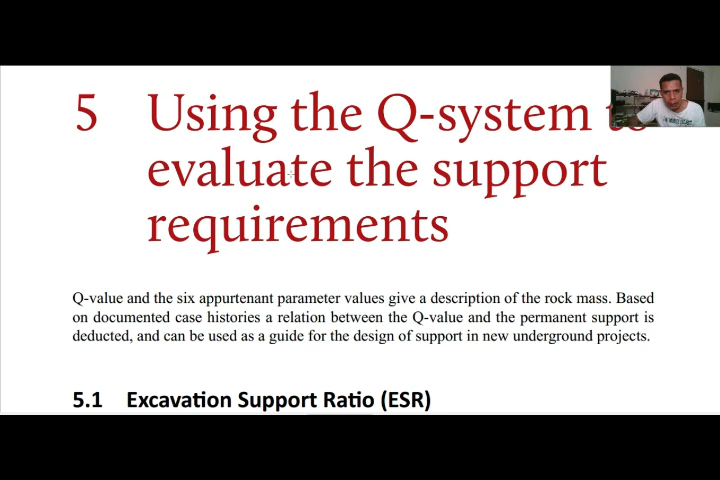 5 Using the Q-system
evaluate the support
requirements
Q-value and the six appurtenant parameter values give a description of the rock mass. Based
on documented case histories a relation between the Q-value and the permanent support is
deducted, and can be used as a guide for the design of support in new underground projects.
5.1 Excavation Support Ratio (ESR)